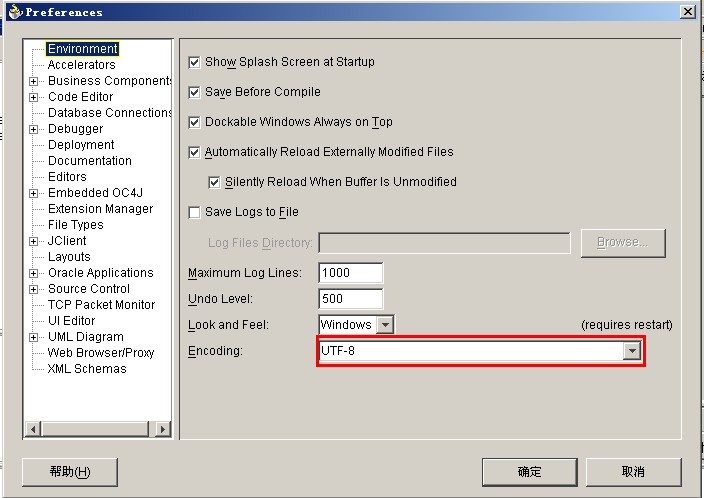 Preferences
Environment
Accelerators
Business Components
Code Editor
Database Connections
Debugger
Deployment
Documentation
Editors
Embedded OC4J
Extension Manager
File Types
JClient
Layouts
Oracle Applications
Source Control
TCP Packet Monitor
UI Editor
UML Diagram
Web Browser/Proxy
XML Schemas
Show Splash Screen at Startup
Save Before Compile
Dockable Windows Always on Top
Automatically Reload Externally Modified Files
Silently Reload When Buffer Is Unmodified
Save Logs to File
Log Files Directory: Browse...
Maximum Log Lines: 1000
Undo Level: 500
Look and Feel: Windows (requires restart)
Encoding: UTF-8
帮助(H) 确定 取消